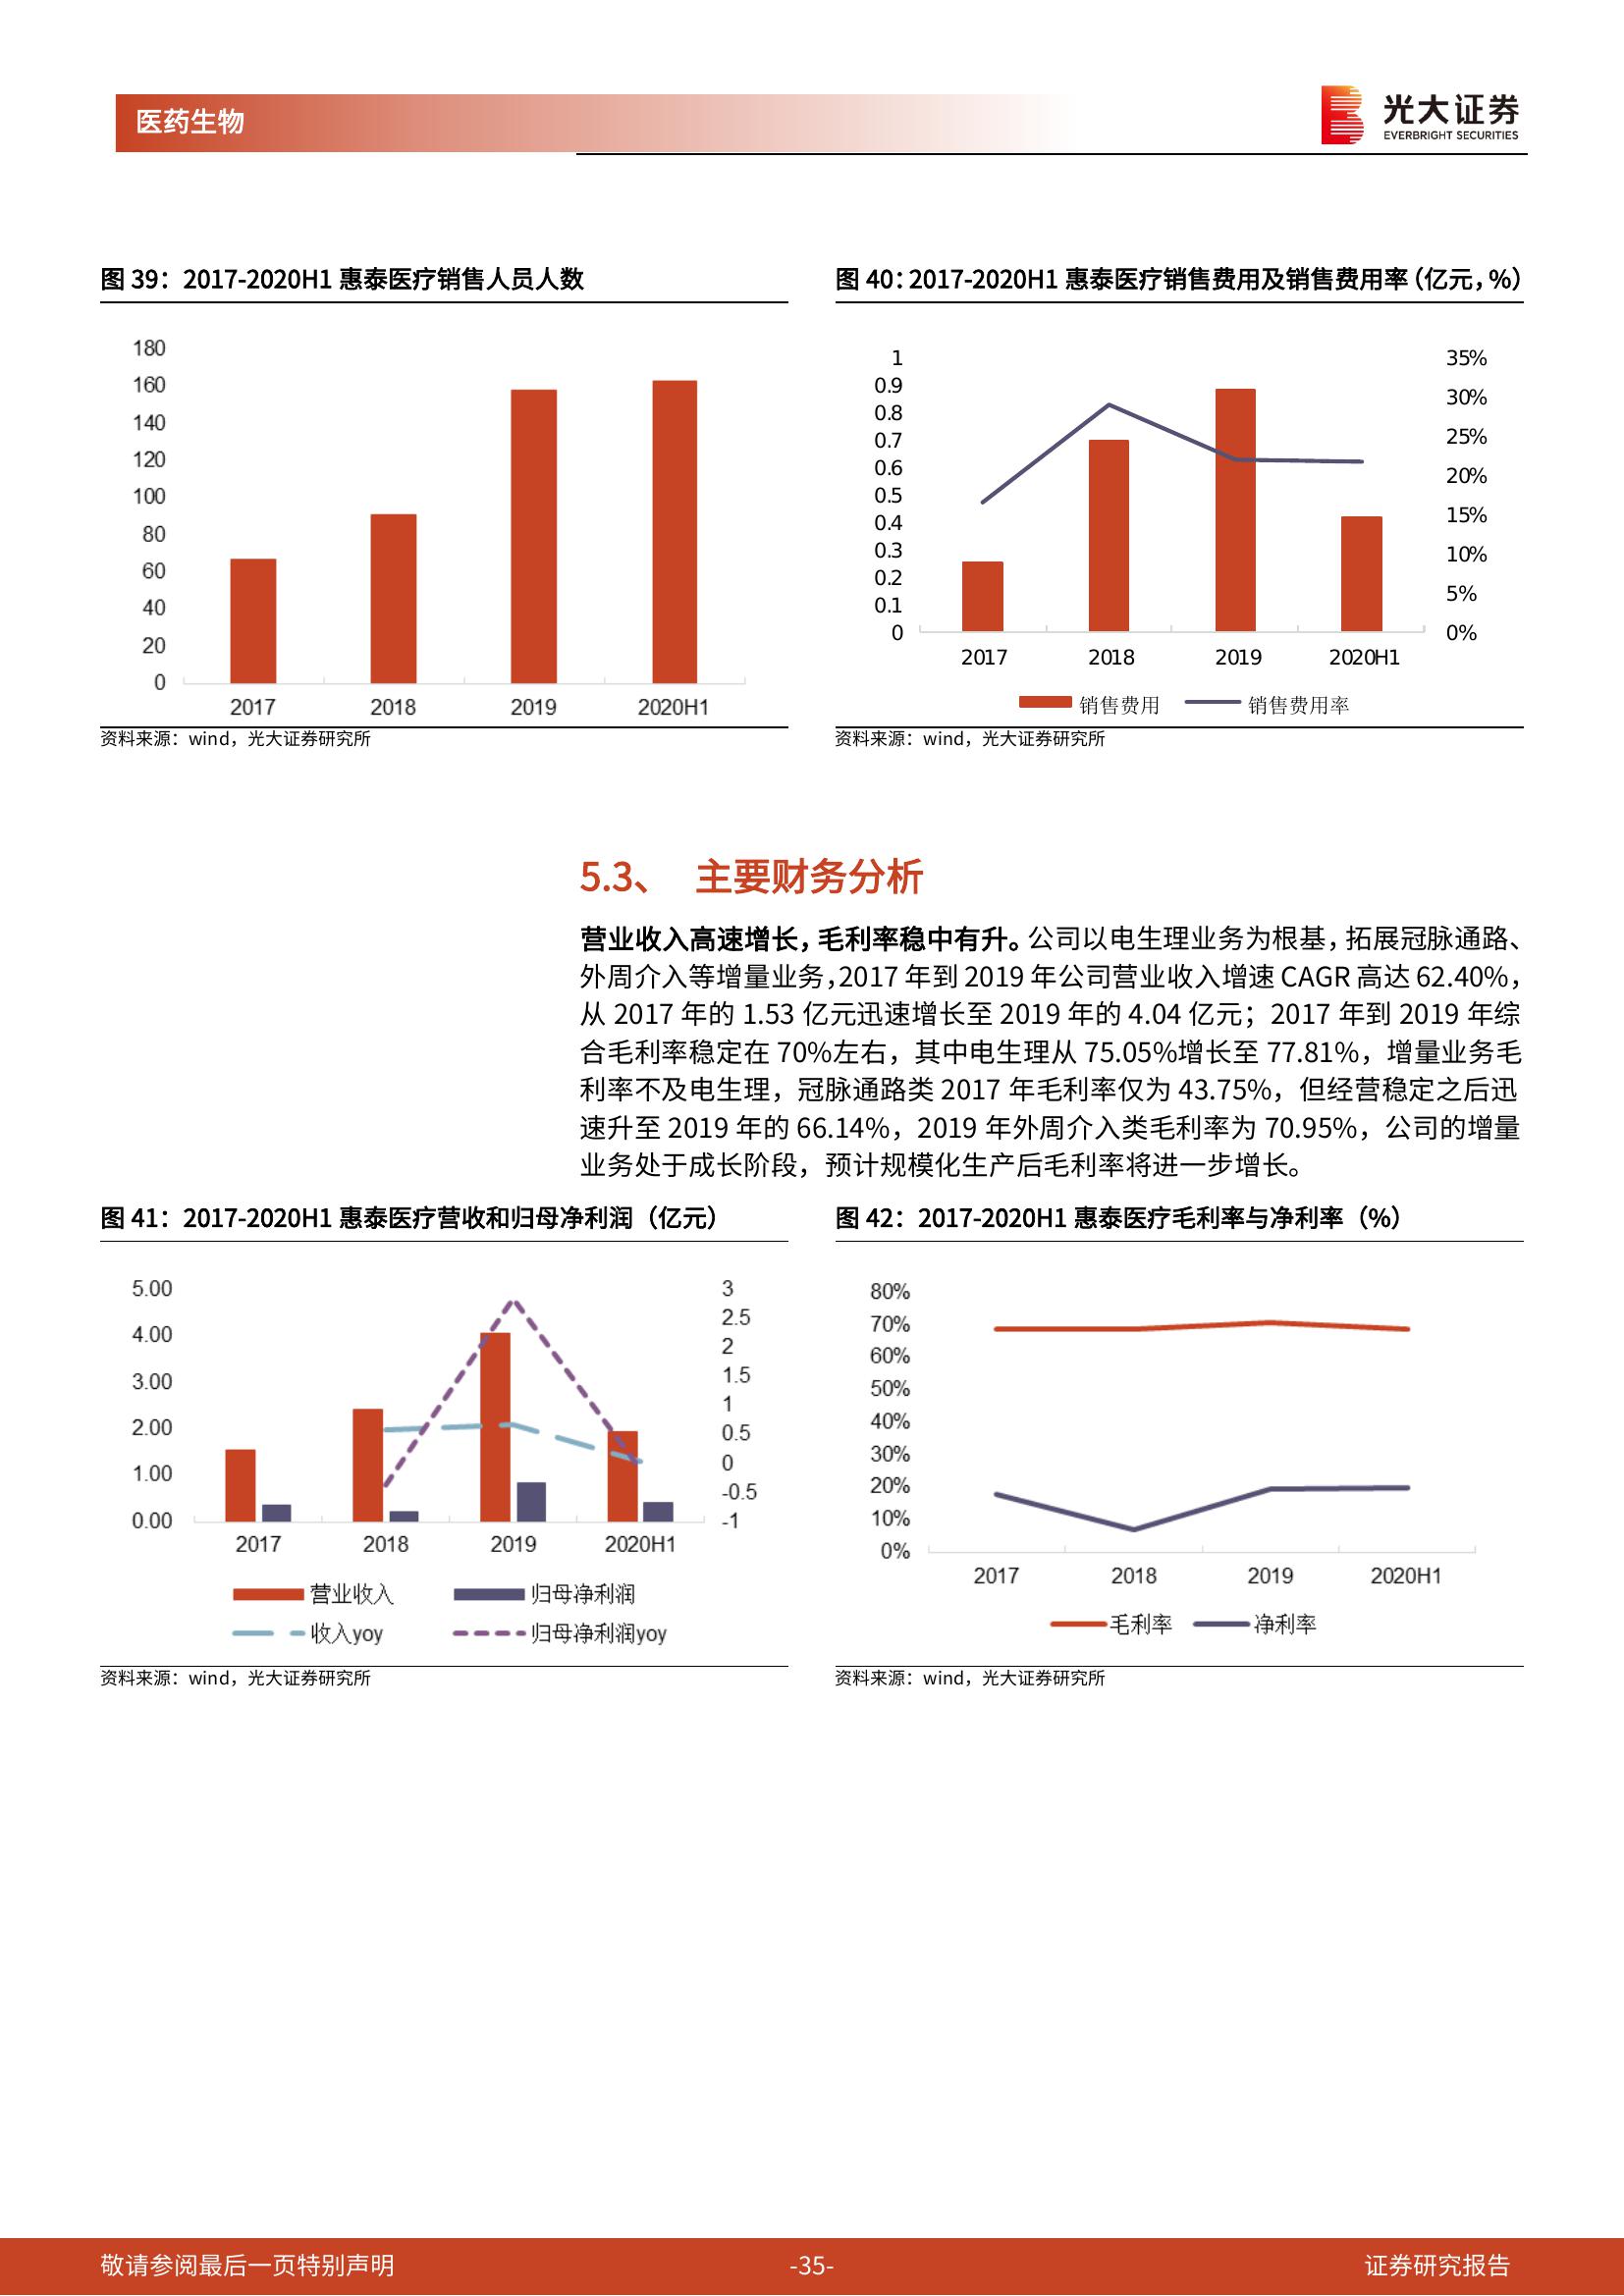 医药生物
光大证券
EVERBRIGHT SECURITIES
图 39：2017-2020H1 惠泰医疗销售人员人数
180
160
140
120
100
80
60
40
20
0
2017
2018
2019
2020H1
资料来源：wind，光大证券研究所
图 40：2017-2020H1 惠泰医疗销售费用及销售费用率（亿元，%）
1
0.9
0.8
0.7
0.6
0.5
0.4
0.3
0.2
0.1
0
35%
30%
25%
20%
15%
10%
5%
0%
2017
2018
2019
2020H1
销售费用
销售费用率
资料来源：wind，光大证券研究所
5.3、 主要财务分析
营业收入高速增长，毛利率稳中有升。公司以电生理业务为根基，拓展冠脉通路、
外周介入等增量业务，2017 年到 2019 年公司营业收入增速 CAGR 高达 62.40%，
从 2017 年的 1.53 亿元迅速增长至 2019 年的 4.04 亿元；2017 年到 2019 年综
合毛利率稳定在 70%左右，其中电生理从 75.05%增长至 77.81%，增量业务毛
利率不及电生理，冠脉通路类 2017 年毛利率仅为 43.75%，但经营稳定之后迅
速升至 2019 年的 66.14%，2019 年外周介入类毛利率为 70.95%，公司的增量
业务处于成长阶段，预计规模化生产后毛利率将进一步增长。
图 41：2017-2020H1 惠泰医疗营收和归母净利润（亿元）
5.00
4.00
3.00
2.00
1.00
0.00
3
2.5
2
1.5
1
0.5
0
-0.5
-1
2017
2018
2019
2020H1
营业收入
归母净利润
收入yoy
归母净利润yoy
资料来源：wind，光大证券研究所
图 42：2017-2020H1 惠泰医疗毛利率与净利率（%）
80%
70%
60%
50%
40%
30%
20%
10%
0%
2017
2018
2019
2020H1
毛利率
净利率
资料来源：wind，光大证券研究所
敬请参阅最后一页特别声明
-35-
证券研究报告